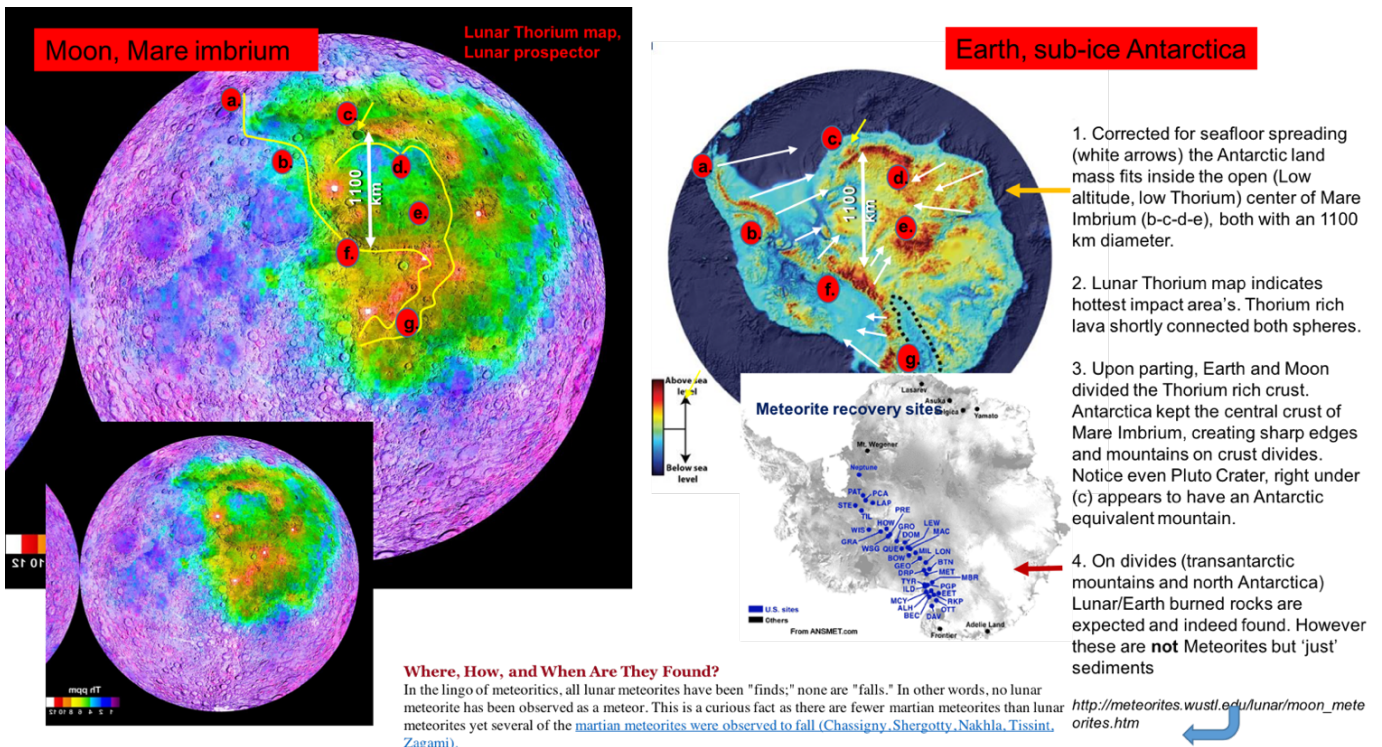 Moon, Mare imbrium
Lunar Thorium map,
Lunar prospector
a.
b.
c.
d.
e.
f.
g.
1100
km
12 10
Th ppm
12 10 8 6 4 2 1
Earth, sub-ice Antarctica
a.
b.
c.
d.
e.
f.
g.
1100
km
Above sea
level
Below sea
level
Meteorite recovery sites
Lasarev
Asuka
Belgica
Yamato
Mt. Wegener
Neptune
PAT
PCA
STE
LAP
TIL
PRE
WIS
HOW
GRO
LEW
GRA
DOM
MAC
WSG
QUE
MIL
BOW
LON
GEO
BTN
DRP
MET
TYR
MBR
ILD
PGP
MCY
EET
ALH
RKP
BEC
OTT
DAV
Frontier
Adelie Land
U.S. sites
Others
From ANSMET.com
1. Corrected for seafloor spreading
(white arrows) the Antarctic land
mass fits inside the open (Low
altitude, low Thorium) center of Mare
Imbrium (b-c-d-e), both with an 1100
km diameter.
2. Lunar Thorium map indicates
hottest impact area's. Thorium rich
lava shortly connected both spheres.
3. Upon parting, Earth and Moon
divided the Thorium rich crust.
Antarctica kept the central crust of
Mare Imbrium, creating sharp edges
and mountains on crust divides.
Notice even Pluto Crater, right under
(c) appears to have an Antarctic
equivalent mountain.
4. On divides (transantarctic
mountains and north Antarctica)
Lunar/Earth burned rocks are
expected and indeed found. However
these are not Meteorites but 'just'
sediments
http://meteorites.wustl.edu/lunar/moon_mete
orites.htm
Where, How, and When Are They Found?
In the lingo of meteoritics, all lunar meteorites have been "finds;" none are "falls." In other words, no lunar
meteorite has been observed as a meteor. This is a curious fact as there are fewer martian meteorites than lunar
meteorites yet several of the martian meteorites were observed to fall (Chassigny, Shergotty, Nakhla, Tissint,
Zagami).